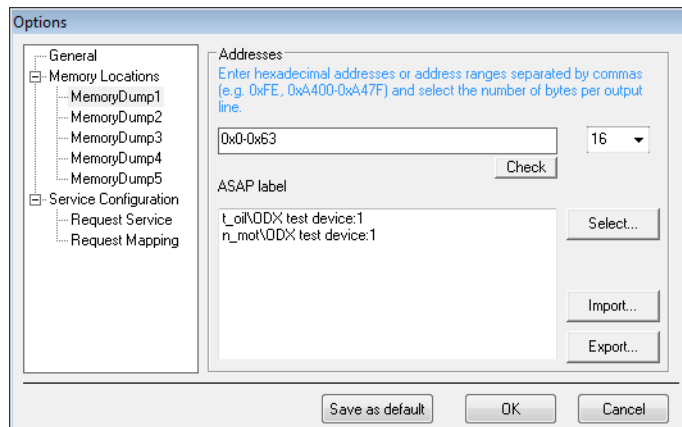 Options
General
Memory Locations
MemoryDump1
MemoryDump2
MemoryDump3
MemoryDump4
MemoryDump5
Service Configuration
Request Service
Request Mapping
Addresses
Enter hexadecimal addresses or address ranges separated by commas
(e.g. 0xFE, 0xA400-0xA47F) and select the number of bytes per output
line.
0x0-0x63
16
Check
ASAP label
t_oil\ODX test device:1
n_mot\ODX test device:1
Select...
Import...
Export...
Save as default
OK
Cancel